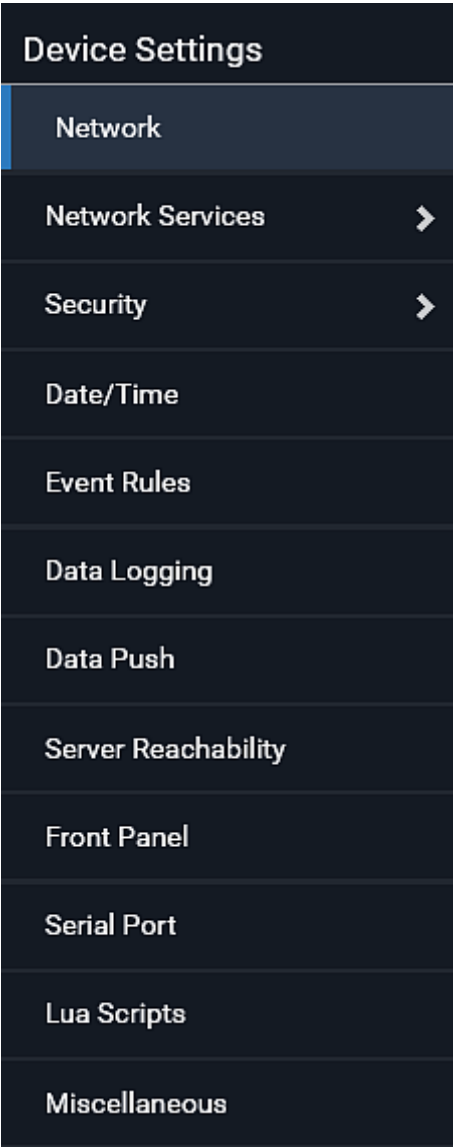 Device Settings
Network
Network Services
Security
Date/Time
Event Rules
Data Logging
Data Push
Server Reachability
Front Panel
Serial Port
Lua Scripts
Miscellaneous